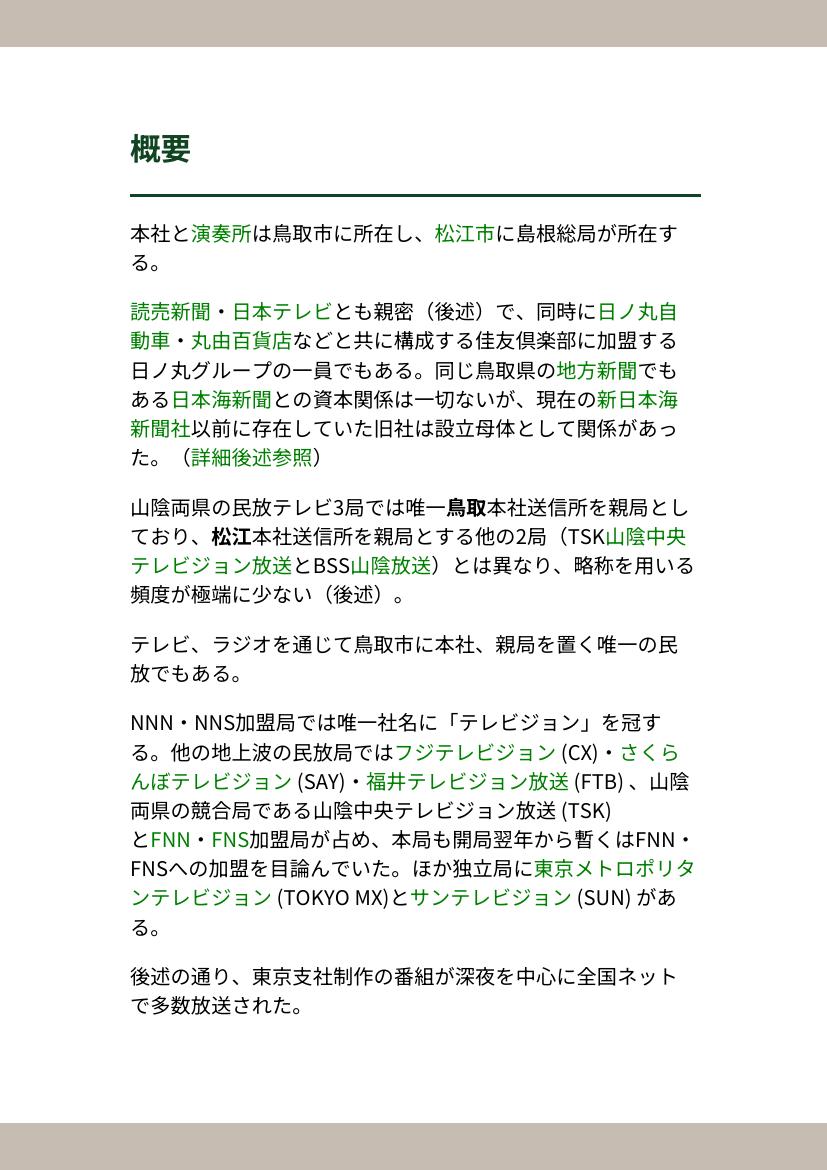 概要
本社と演奏所は鳥取市に所在し、松江市に島根総局が所在す
る。
読売新聞・日本テレビとも親密（後述）で、同時に日ノ丸自
動車・丸由百貨店などと共に構成する佳友倶楽部に加盟する
日ノ丸グループの一員でもある。同じ鳥取県の地方新聞でも
ある日本海新聞との資本関係は一切ないが、現在の新日本海
新聞社以前に存在していた旧社は設立母体として関係があっ
た。（詳細後述参照）
山陰両県の民放テレビ3局では唯一鳥取本社送信所を親局とし
ており、松江本社送信所を親局とする他の2局（TSK山陰中央
テレビジョン放送とBSS山陰放送）とは異なり、略称を用いる
頻度が極端に少ない（後述）。
テレビ、ラジオを通じて鳥取市に本社、親局を置く唯一の民
放でもある。
NNN・NNS加盟局では唯一社名に「テレビジョン」を冠す
る。他の地上波の民放局ではフジテレビジョン (CX)・さくら
んぼテレビジョン (SAY)・福井テレビジョン放送 (FTB) 、山陰
両県の競合局である山陰中央テレビジョン放送 (TSK)
とFNN・FNS加盟局が占め、本局も開局翌年から暫くはFNN・
FNSへの加盟を目論んでいた。ほか独立局に東京メトロポリタ
ンテレビジョン (TOKYO MX)とサンテレビジョン (SUN) があ
る。
後述の通り、東京支社制作の番組が深夜を中心に全国ネット
で多数放送された。